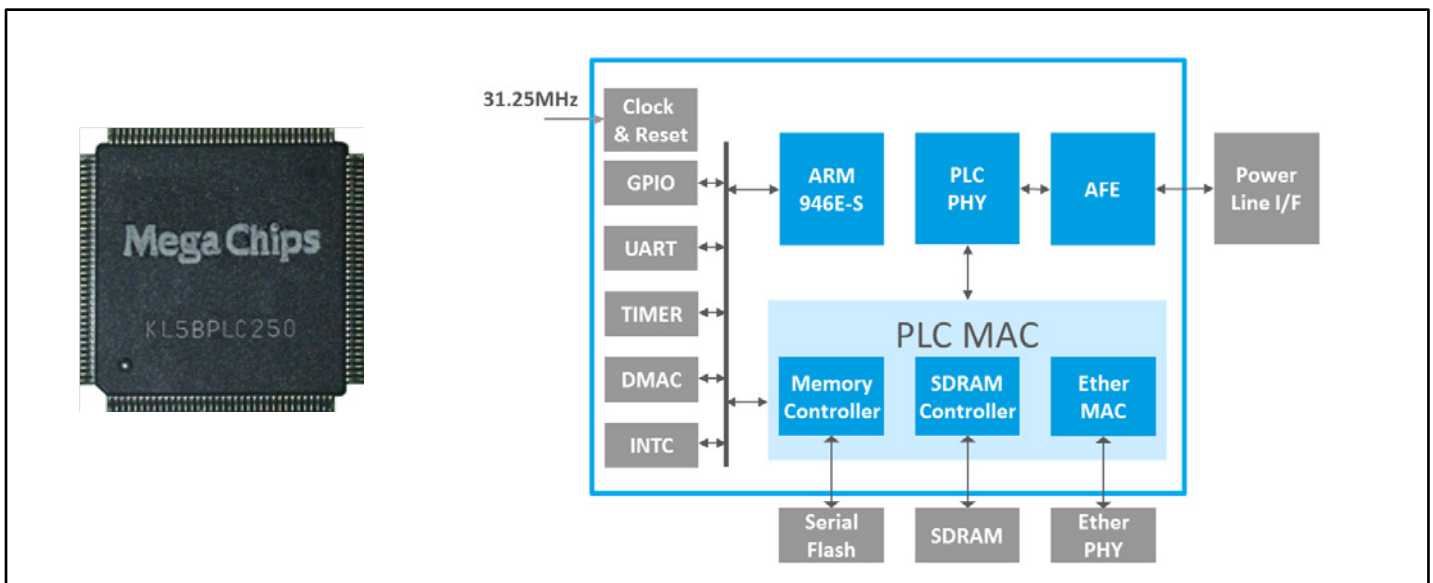 Mega Chips
KL5BPLC250
31.25MHz
Clock
& Reset
GPIO
UART
TIMER
DMAC
INTC
ARM
946E-S
PLC
PHY
AFE
Power
Line I/F
PLC MAC
Memory
Controller
SDRAM
Controller
Ether
MAC
Serial
Flash
SDRAM
Ether
PHY